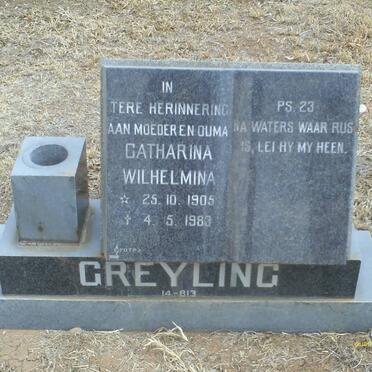 IN
TERE HERINNERING
AAN MOEDER EN OUMA
CATHARINA
WILHELMINA
☆ 25. 10. 1905
✝ 4. 5. 1983
PS. 23
NA WATERS WAAR RUS
IS, LEI HY MY HEEN.
GREYLING
14-813